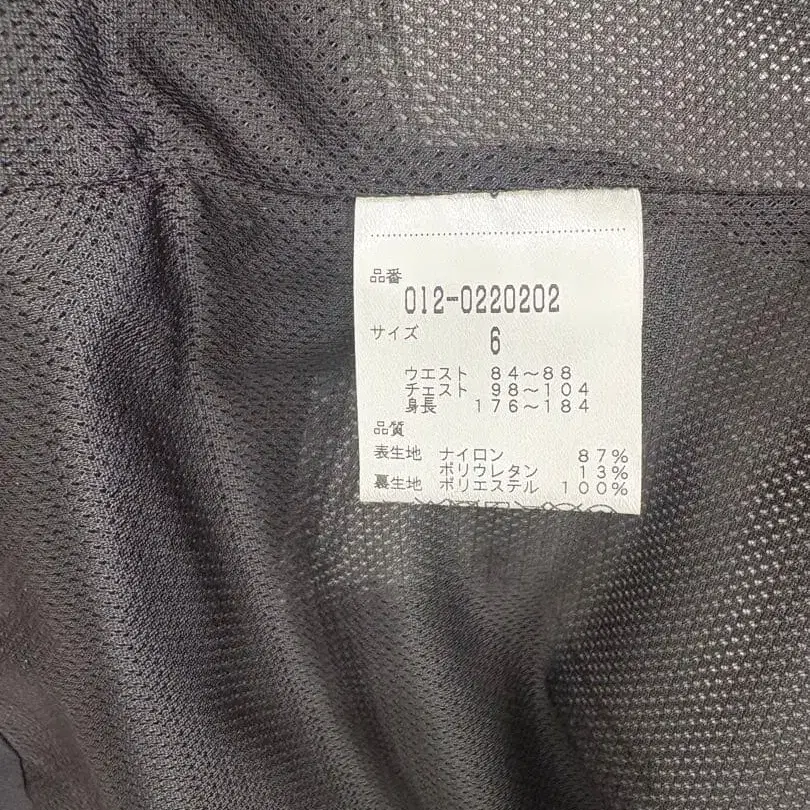 品番
012-0220202
サイズ
6
ウエスト 84～88
チェスト 98～104
身長 176～184
品質
表生地 ナイロン 87%
ポリウレタン 13%
裏生地 ポリエステル 100%